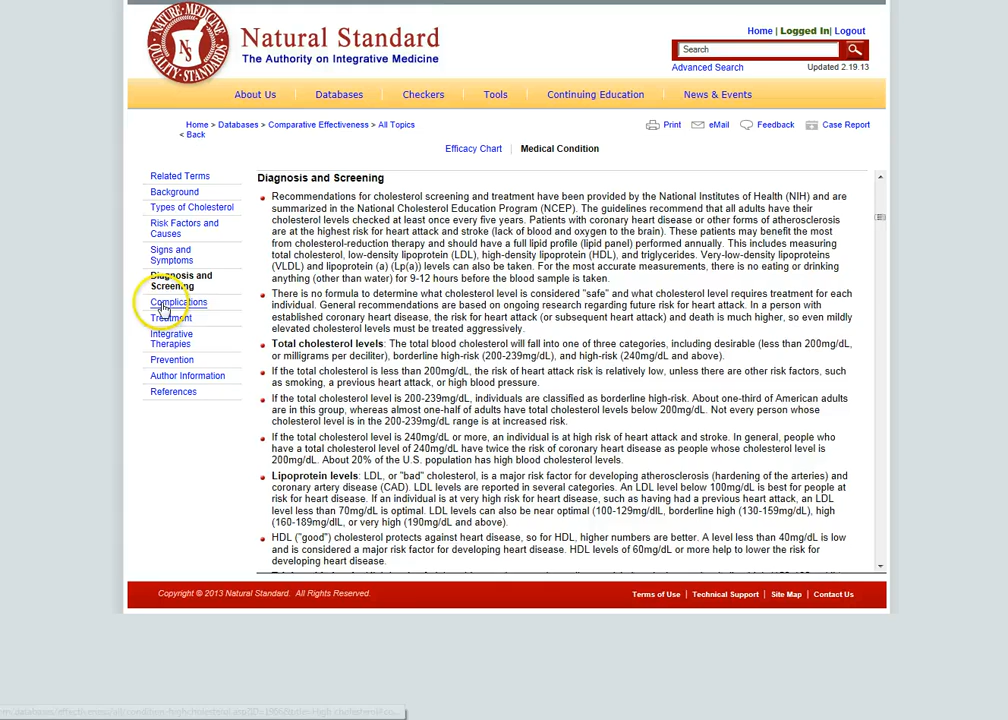 NATURE-MEDICINE
QUALITY-STANDARDS
NS
Natural Standard
The Authority on Integrative Medicine
Home | Logged In| Logout
Search
Advanced Search
Updated 2.19.13
About Us
Databases
Checkers
Tools
Continuing Education
News & Events
Home > Databases > Comparative Effectiveness > All Topics
< Back
Print
eMail
Feedback
Case Report
Efficacy Chart | Medical Condition
Related Terms
Background
Types of Cholesterol
Risk Factors and
Causes
Signs and
Symptoms
Diagnosis and
Screening
Complications
Treatment
Integrative
Therapies
Prevention
Author Information
References
Diagnosis and Screening
Recommendations for cholesterol screening and treatment have been provided by the National Institutes of Health (NIH) and are
summarized in the National Cholesterol Education Program (NCEP). The guidelines recommend that all adults have their
cholesterol levels checked at least once every five years. Patients with coronary heart disease or other forms of atherosclerosis
are at the highest risk for heart attack and stroke (lack of blood and oxygen to the brain). These patients may benefit the most
from cholesterol-reduction therapy and should have a full lipid profile (lipid panel) performed annually. This includes measuring
total cholesterol, low-density lipoprotein (LDL), high-density lipoprotein (HDL), and triglycerides. Very-low-density lipoproteins
(VLDL) and lipoprotein (a) (Lp(a)) levels can also be taken. For the most accurate measurements, there is no eating or drinking
anything (other than water) for 9-12 hours before the blood sample is taken.
There is no formula to determine what cholesterol level is considered "safe" and what cholesterol level requires treatment for each
individual. General recommendations are based on ongoing research regarding future risk for heart attack. In a person with
established coronary heart disease, the risk for heart attack (or subsequent heart attack) and death is much higher, so even mildly
elevated cholesterol levels must be treated aggressively.
Total cholesterol levels: The total blood cholesterol will fall into one of three categories, including desirable (less than 200mg/dL,
or milligrams per deciliter), borderline high-risk (200-239mg/dL), and high-risk (240mg/dL and above).
If the total cholesterol is less than 200mg/dL, the risk of heart attack risk is relatively low, unless there are other risk factors, such
as smoking, a previous heart attack, or high blood pressure.
If the total cholesterol level is 200-239mg/dL, individuals are classified as borderline high-risk. About one-third of American adults
are in this group, whereas almost one-half of adults have total cholesterol levels below 200mg/dL. Not every person whose
cholesterol level is in the 200-239mg/dL range is at increased risk.
If the total cholesterol level is 240mg/dL or more, an individual is at high risk of heart attack and stroke. In general, people who
have a total cholesterol level of 240mg/dL have twice the risk of coronary heart disease as people whose cholesterol level is
200mg/dL. About 20% of the U.S. population has high blood cholesterol levels.
Lipoprotein levels: LDL, or "bad" cholesterol, is a major risk factor for developing atherosclerosis (hardening of the arteries) and
coronary artery disease (CAD). LDL levels are reported in several categories. An LDL level below 100mg/dL is best for people at
risk for heart disease. If an individual is at very high risk for heart disease, such as having had a previous heart attack, an LDL
level less than 70mg/dL is optimal. LDL levels can also be near optimal (100-129mg/dlL, borderline high (130-159mg/dL), high
(160-189mg/dlL, or very high (190mg/dL and above).
HDL ("good") cholesterol protects against heart disease, so for HDL, higher numbers are better. A level less than 40mg/dL is low
and is considered a major risk factor for developing heart disease. HDL levels of 60mg/dL or more help to lower the risk for
developing heart disease.
Copyright © 2013 Natural Standard. All Rights Reserved.
Terms of Use | Technical Support | Site Map | Contact Us